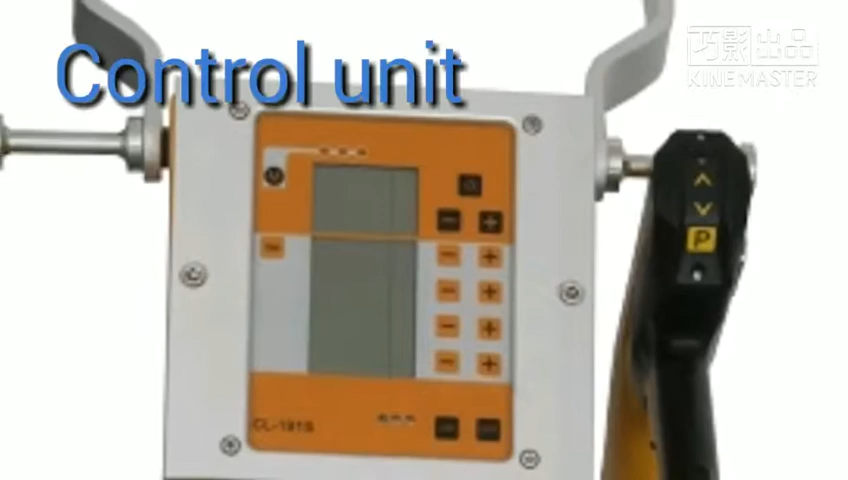 Control unit
巧影 出品
KINEMASTER
P
CL-181S